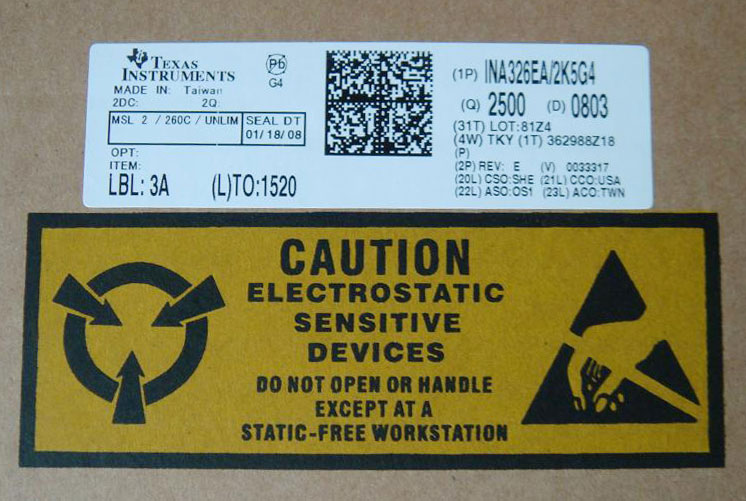 TEXAS
INSTRUMENTS
MADE IN: Taiwan
2DC: 2Q:
MSL 2 / 260C / UNLIM
SEAL DT
01/18/08
OPT:
ITEM:
LBL: 3A (L)TO:1520
Pb
G4
(1P) INA326EA/2K5G4
(Q) 2500 (D) 0803
(31T) LOT:81Z4
(4W) TKY (1T) 362988Z18
(P)
(2P) REV: E (V) 0033317
(20L) CSO:SHE (21L) CCO:USA
(22L) ASO:OS1 (23L) ACO:TWN
CAUTION
ELECTROSTATIC
SENSITIVE
DEVICES
DO NOT OPEN OR HANDLE
EXCEPT AT A
STATIC-FREE WORKSTATION